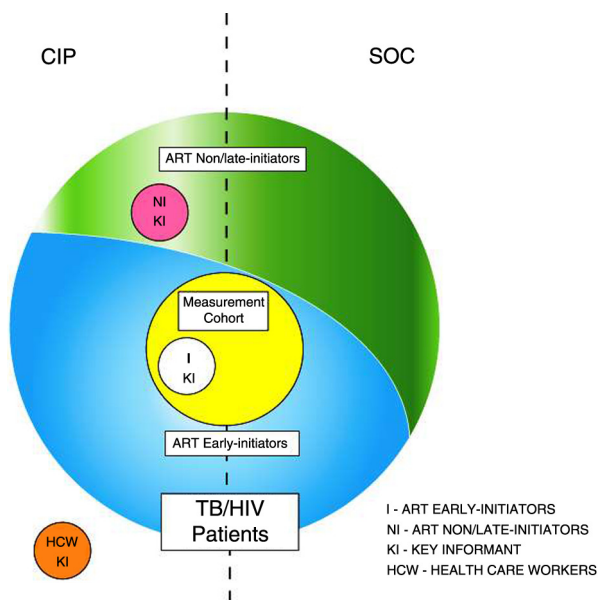 CIP
SOC
ART Non/late-initiators
NI
KI
Measurement
Cohort
I
KI
ART Early-initiators
TB/HIV
Patients
HCW
KI
I - ART EARLY-INITIATORS
NI - ART NON/LATE-INITIATORS
KI - KEY INFORMANT
HCW - HEALTH CARE WORKERS